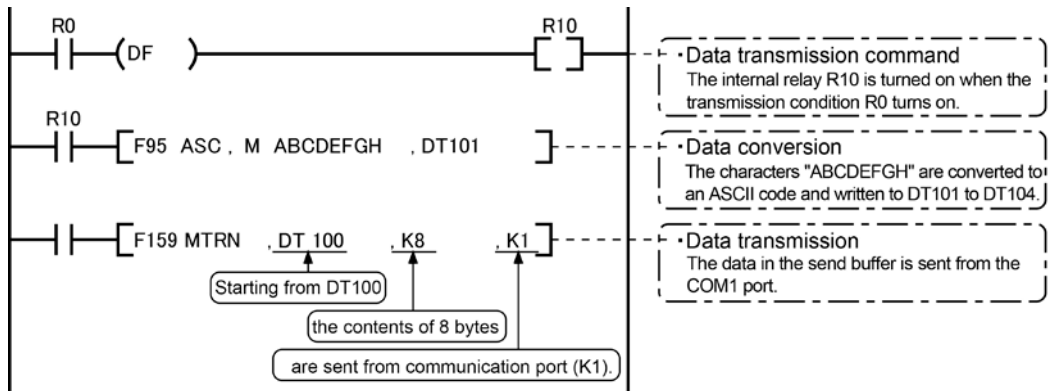 R0
R10
(DF )
·Data transmission command
The internal relay R10 is turned on when the
transmission condition R0 turns on.
R10
F95 ASC , M ABCDEFGH , DT101
·Data conversion
The characters "ABCDEFGH" are converted to
an ASCII code and written to DT101 to DT104.
F159 MTRN , DT 100 , K8 , K1
·Data transmission
The data in the send buffer is sent from the
COM1 port.
Starting from DT100
the contents of 8 bytes
are sent from communication port (K1).